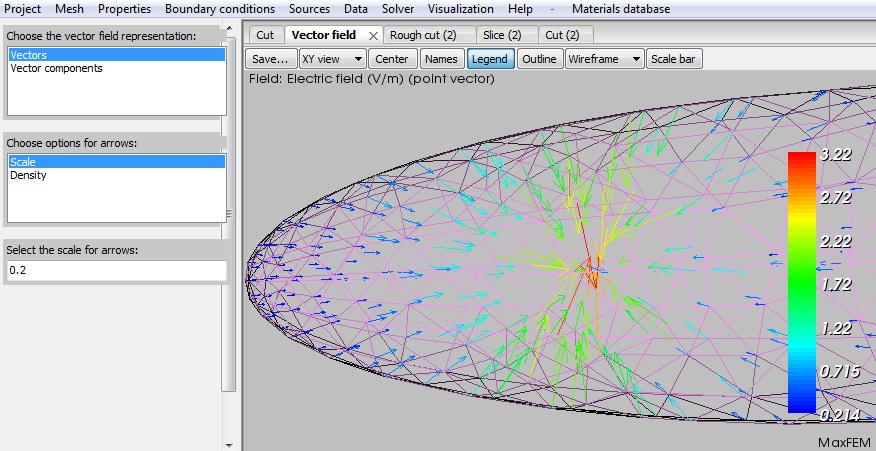 Project Mesh Properties Boundary conditions Sources Data Solver Visualization Help - Materials database
Choose the vector field representation:
Vectors
Vector components
Choose options for arrows:
Scale
Density
Select the scale for arrows:
0.2
Cut Vector field Rough cut (2) Slice (2) Cut (2)
Save... XY view Center Names Legend Outline Wireframe Scale bar
Field: Electric field (V/m) (point vector)
3.22
2.72
2.22
1.72
1.22
0.715
0.214
MaxFEM